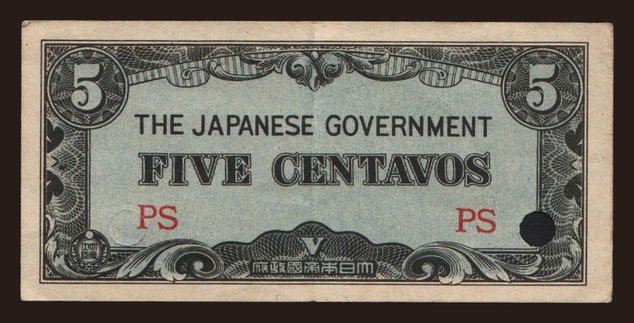 5 5
THE JAPANESE GOVERNMENT
FIVE CENTAVOS
PS PS
V
大日本帝國政府